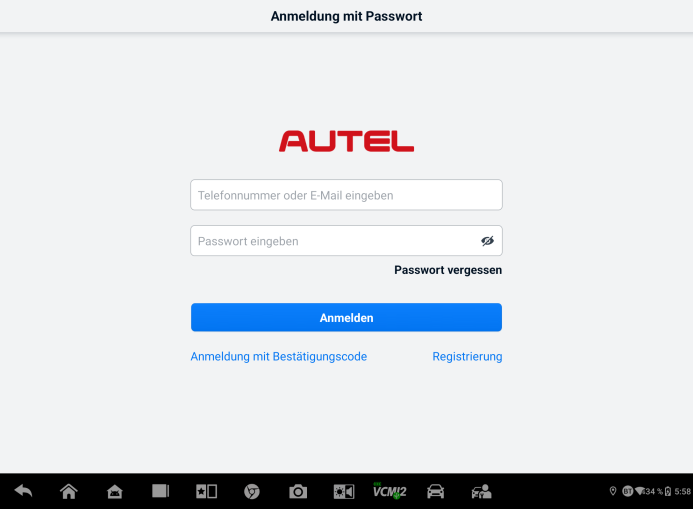 Anmeldung mit Passwort
AUTEL
Telefonnummer oder E-Mail eingeben
Passwort eingeben
Passwort vergessen
Anmelden
Anmeldung mit Bestätigungscode
Registrierung
VCMI2
BT 34 % 5:58